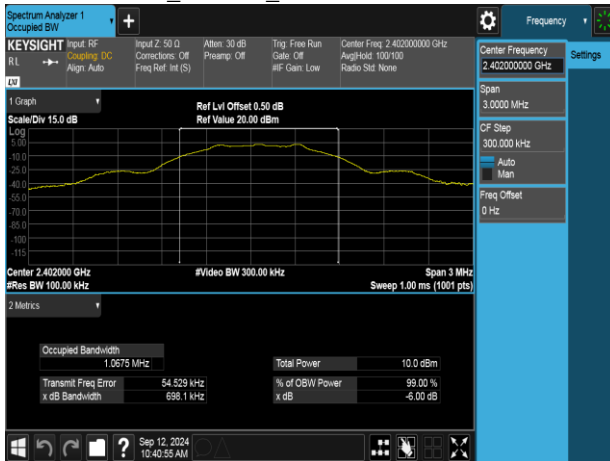 Spectrum Analyzer 1
Occupied BW
+
Frequency
KEYSIGHT
Input: RF
Input Z: 50 Ω
Atten: 30 dB
Trig: Free Run
Center Freq: 2.402000000 GHz
RL
Coupling: DC
Corrections: Off
Preamp: Off
Gate: Off
Avg|Hold: 100/100
Align: Auto
Freq Ref: Int (S)
#IF Gain: Low
Radio Std: None
LXI
Center Frequency
2.402000000 GHz
Settings
Span
3.0000 MHz
CF Step
300.000 kHz
Auto
Man
Freq Offset
0 Hz
1 Graph
Ref Lvl Offset 0.50 dB
Scale/Div 15.0 dB
Ref Value 20.00 dBm
Log
5.00
-10.0
-25.0
-40.0
-55.0
-70.0
-85.0
-100
-115
Center 2.402000 GHz
#Video BW 300.00 kHz
Span 3 MHz
#Res BW 100.00 kHz
Sweep 1.00 ms (1001 pts)
2 Metrics
Occupied Bandwidth
1.0675 MHz
Total Power
10.0 dBm
Transmit Freq Error
54.529 kHz
% of OBW Power
99.00 %
x dB Bandwidth
698.1 kHz
x dB
-6.00 dB
?
Sep 12, 2024
10:40:55 AM